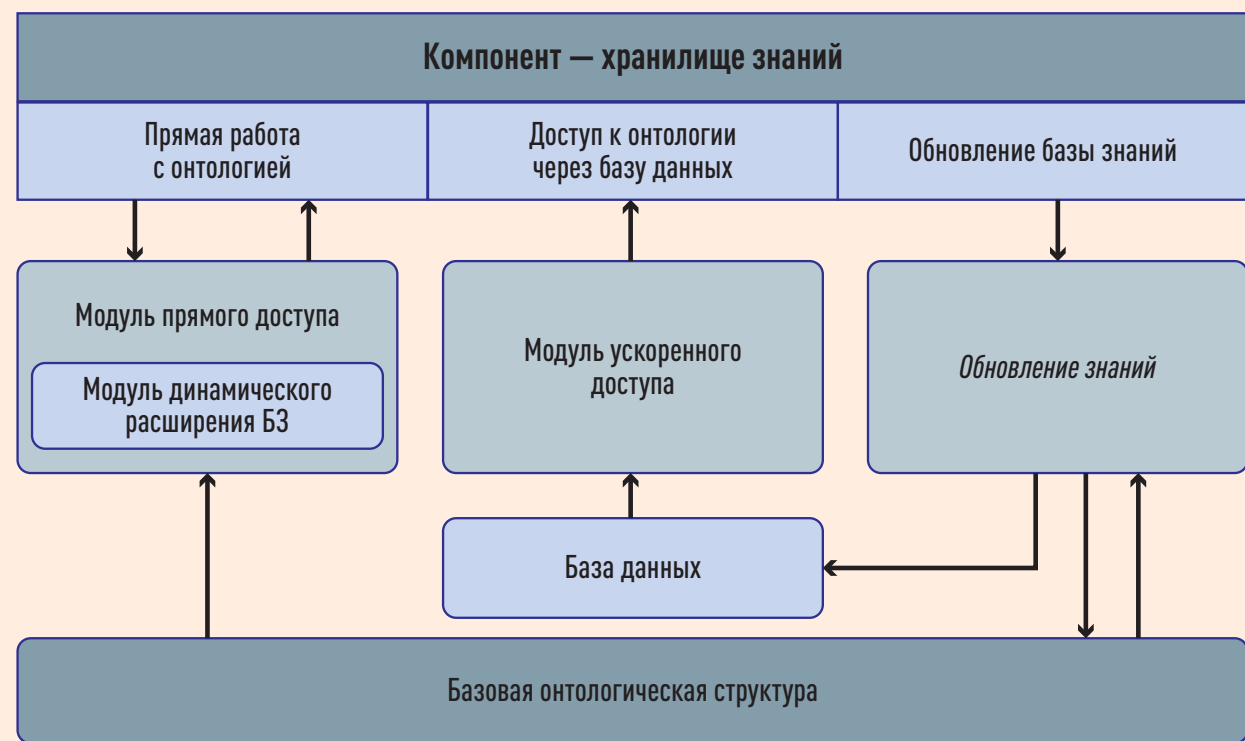 Компонент — хранилище знаний
Прямая работа
с онтологией
Доступ к онтологии
через базу данных
Обновление базы знаний
Модуль прямого доступа
Модуль динамического
расширения БЗ
Модуль ускоренного
доступа
Обновление знаний
База данных
Базовая онтологическая структура